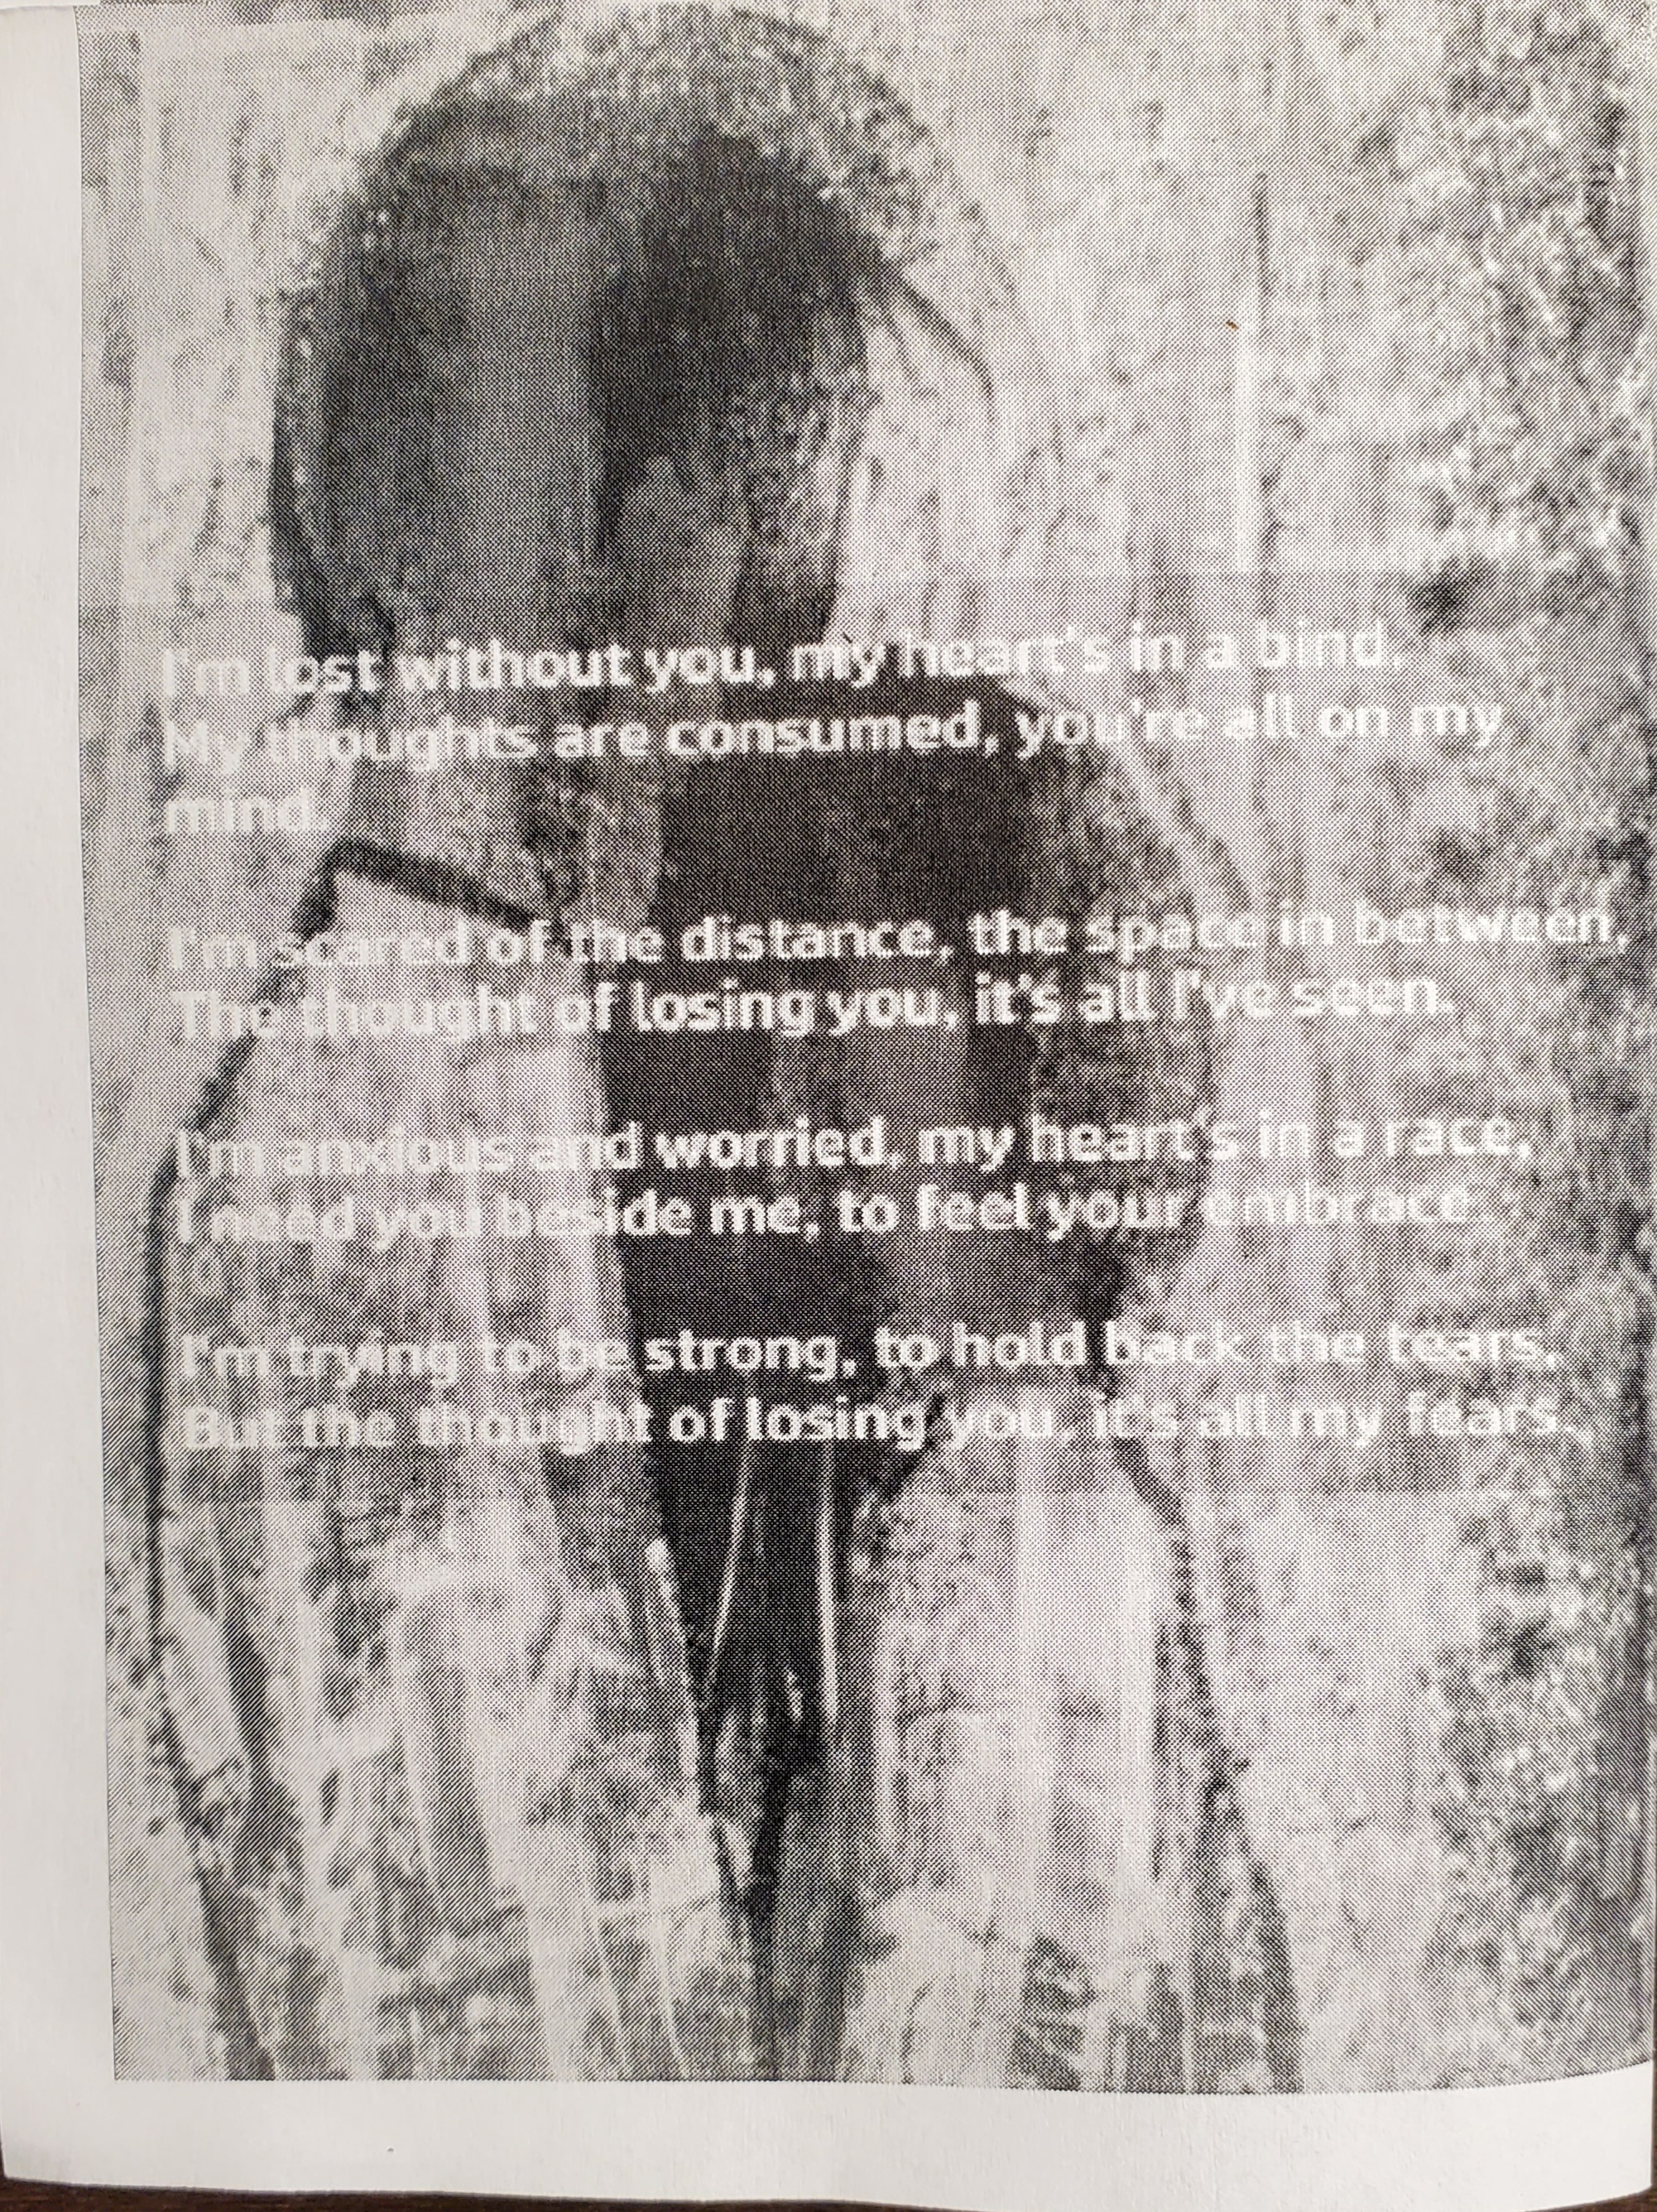 I'm lost without you, my heart's in a bind.
My thoughts are consumed, you're all on my
mind.
I'm scared of the distance, the space in between,
The thought of losing you, it's all I've seen.
I'm anxious and worried, my heart's in a race,
I need you beside me, to feel your embrace.
I'm trying to be strong, to hold back the tears,
But the thought of losing you, it's all my fears.